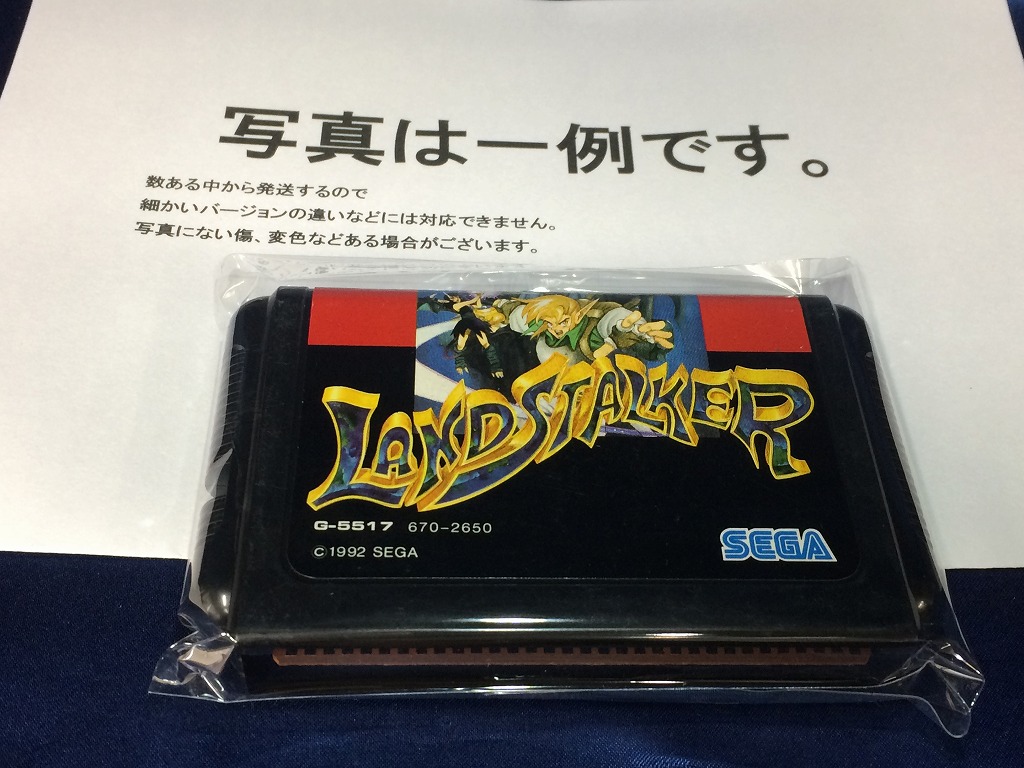 写真は一例です。
数ある中から発送するので
細かいバージョンの違いなどには対応できません。
写真にない傷、変色などある場合がございます。
LANDSTALKER
G-5517 670-2650
©1992 SEGA
SEGA